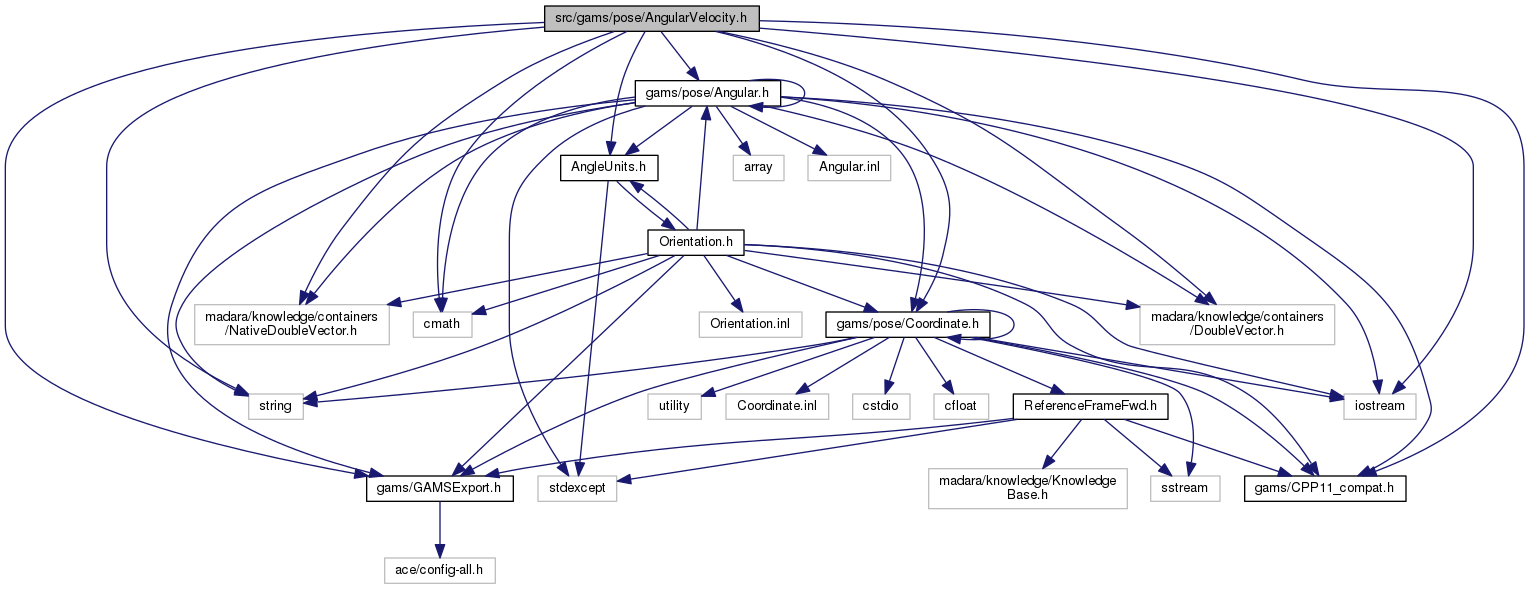 src/gams/pose/AngularVelocity.h
gams/pose/Angular.h
AngleUnits.h
array
Angular.inl
Orientation.h
madara/knowledge/containers
/NativeDoubleVector.h
cmath
Orientation.inl
gams/pose/Coordinate.h
madara/knowledge/containers
/DoubleVector.h
string
utility
Coordinate.inl
cstdio
cfloat
ReferenceFrameFwd.h
iostream
gams/GAMSExport.h
stdexcept
madara/knowledge/Knowledge
Base.h
sstream
gams/CPP11_compat.h
ace/config-all.h